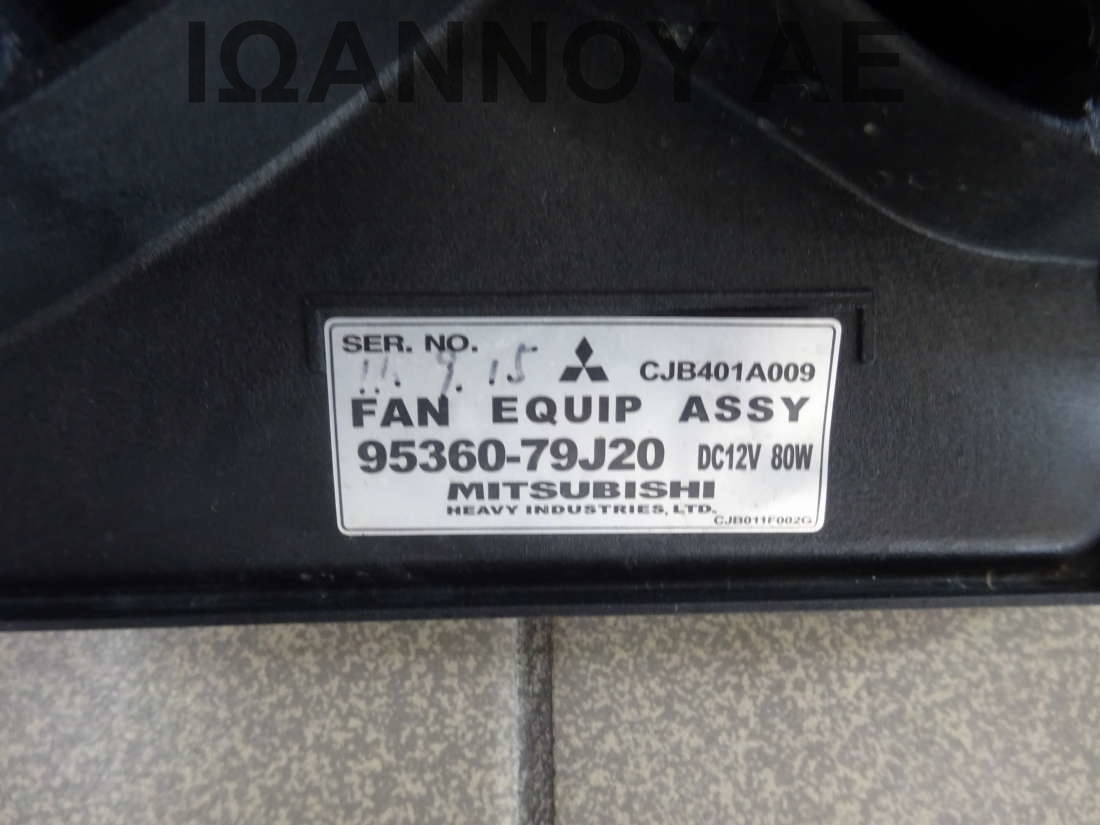 ΙΩΑΝΝΟΥ ΑΕ
SER. NO.
9. 15
CJB401A009
FAN EQUIP ASSY
95360-79J20 DC12V 80W
MITSUBISHI
HEAVY INDUSTRIES, LTD.
CJB011F002G